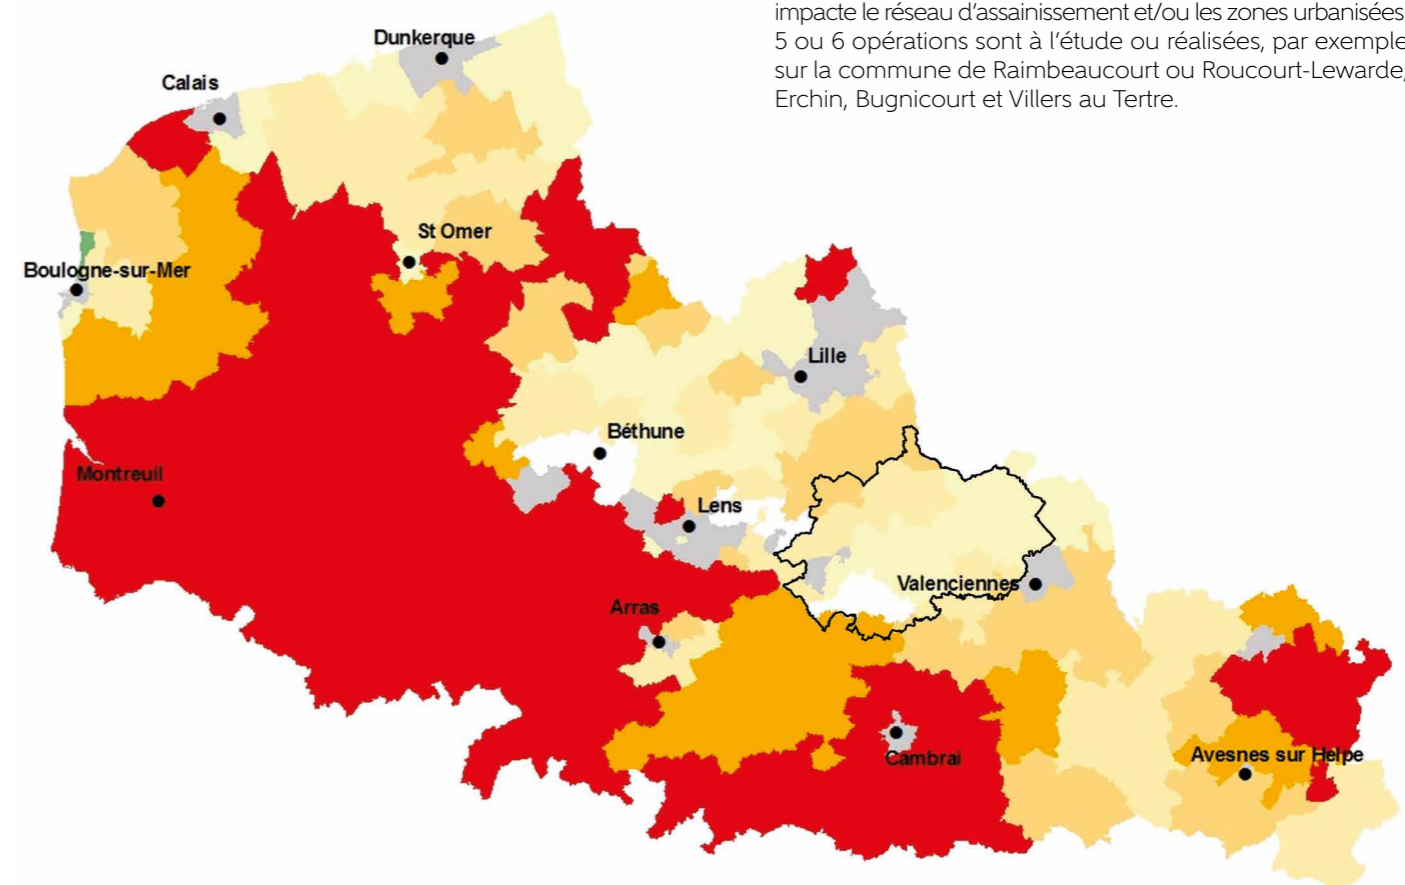 impacte le réseau d'assainissement et/ou les zones urbanisées.
5 ou 6 opérations sont à l'étude ou réalisées, par exemple
sur la commune de Raimbeaucourt ou Roucourt-Lewarde,
Erchin, Bugnicourt et Villers au Tertre.
Dunkerque
Calais
St Omer
Boulogne-sur-Mer
Lille
Béthune
Montreuil
Lens
Valenciennes
Arras
Cambrai
Avesnes sur Helpe